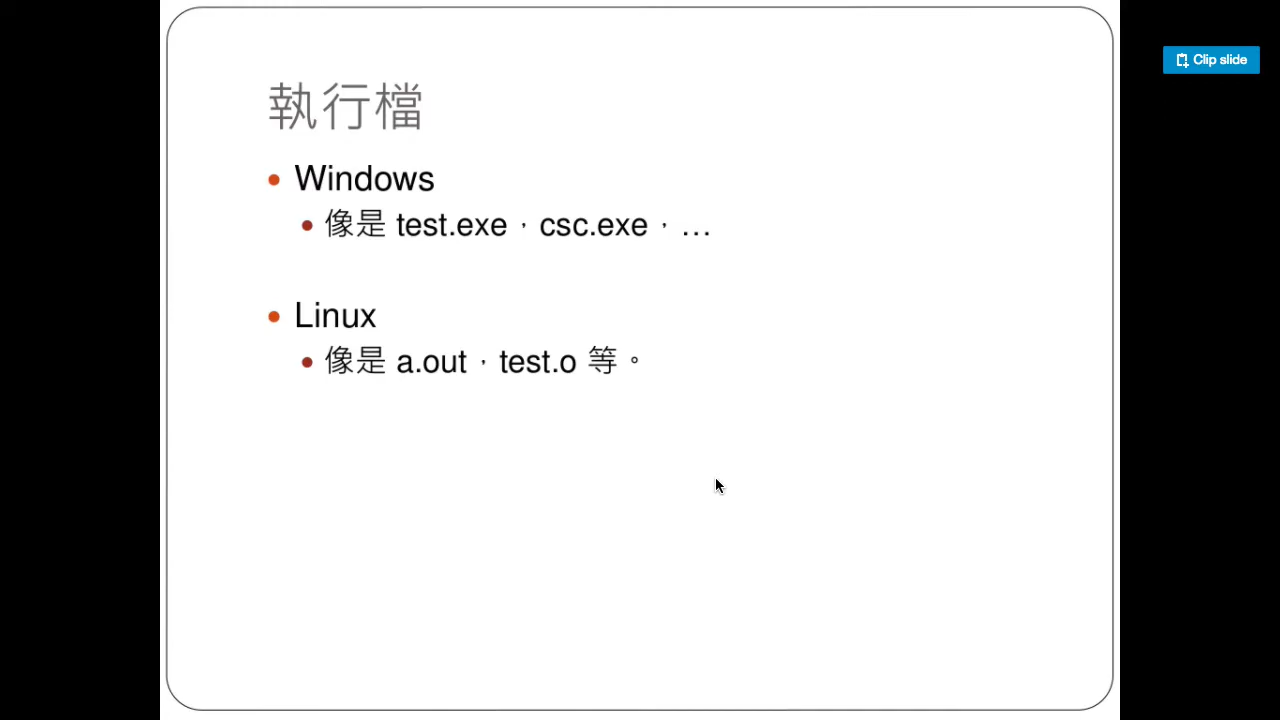 Clip slide
執行檔
Windows
像是 test.exe，csc.exe，…
Linux
像是 a.out，test.o 等。